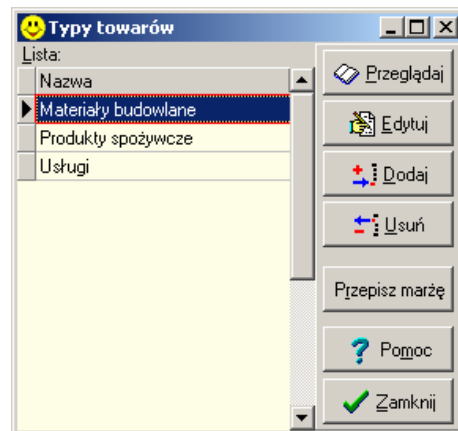 Typy towarów
Lista:
Nazwa
Materiały budowlane
Produkty spożywcze
Usługi
Przeglądaj
Edytuj
Dodaj
Usuń
Przepisz marżę
Pomoc
Zamknij